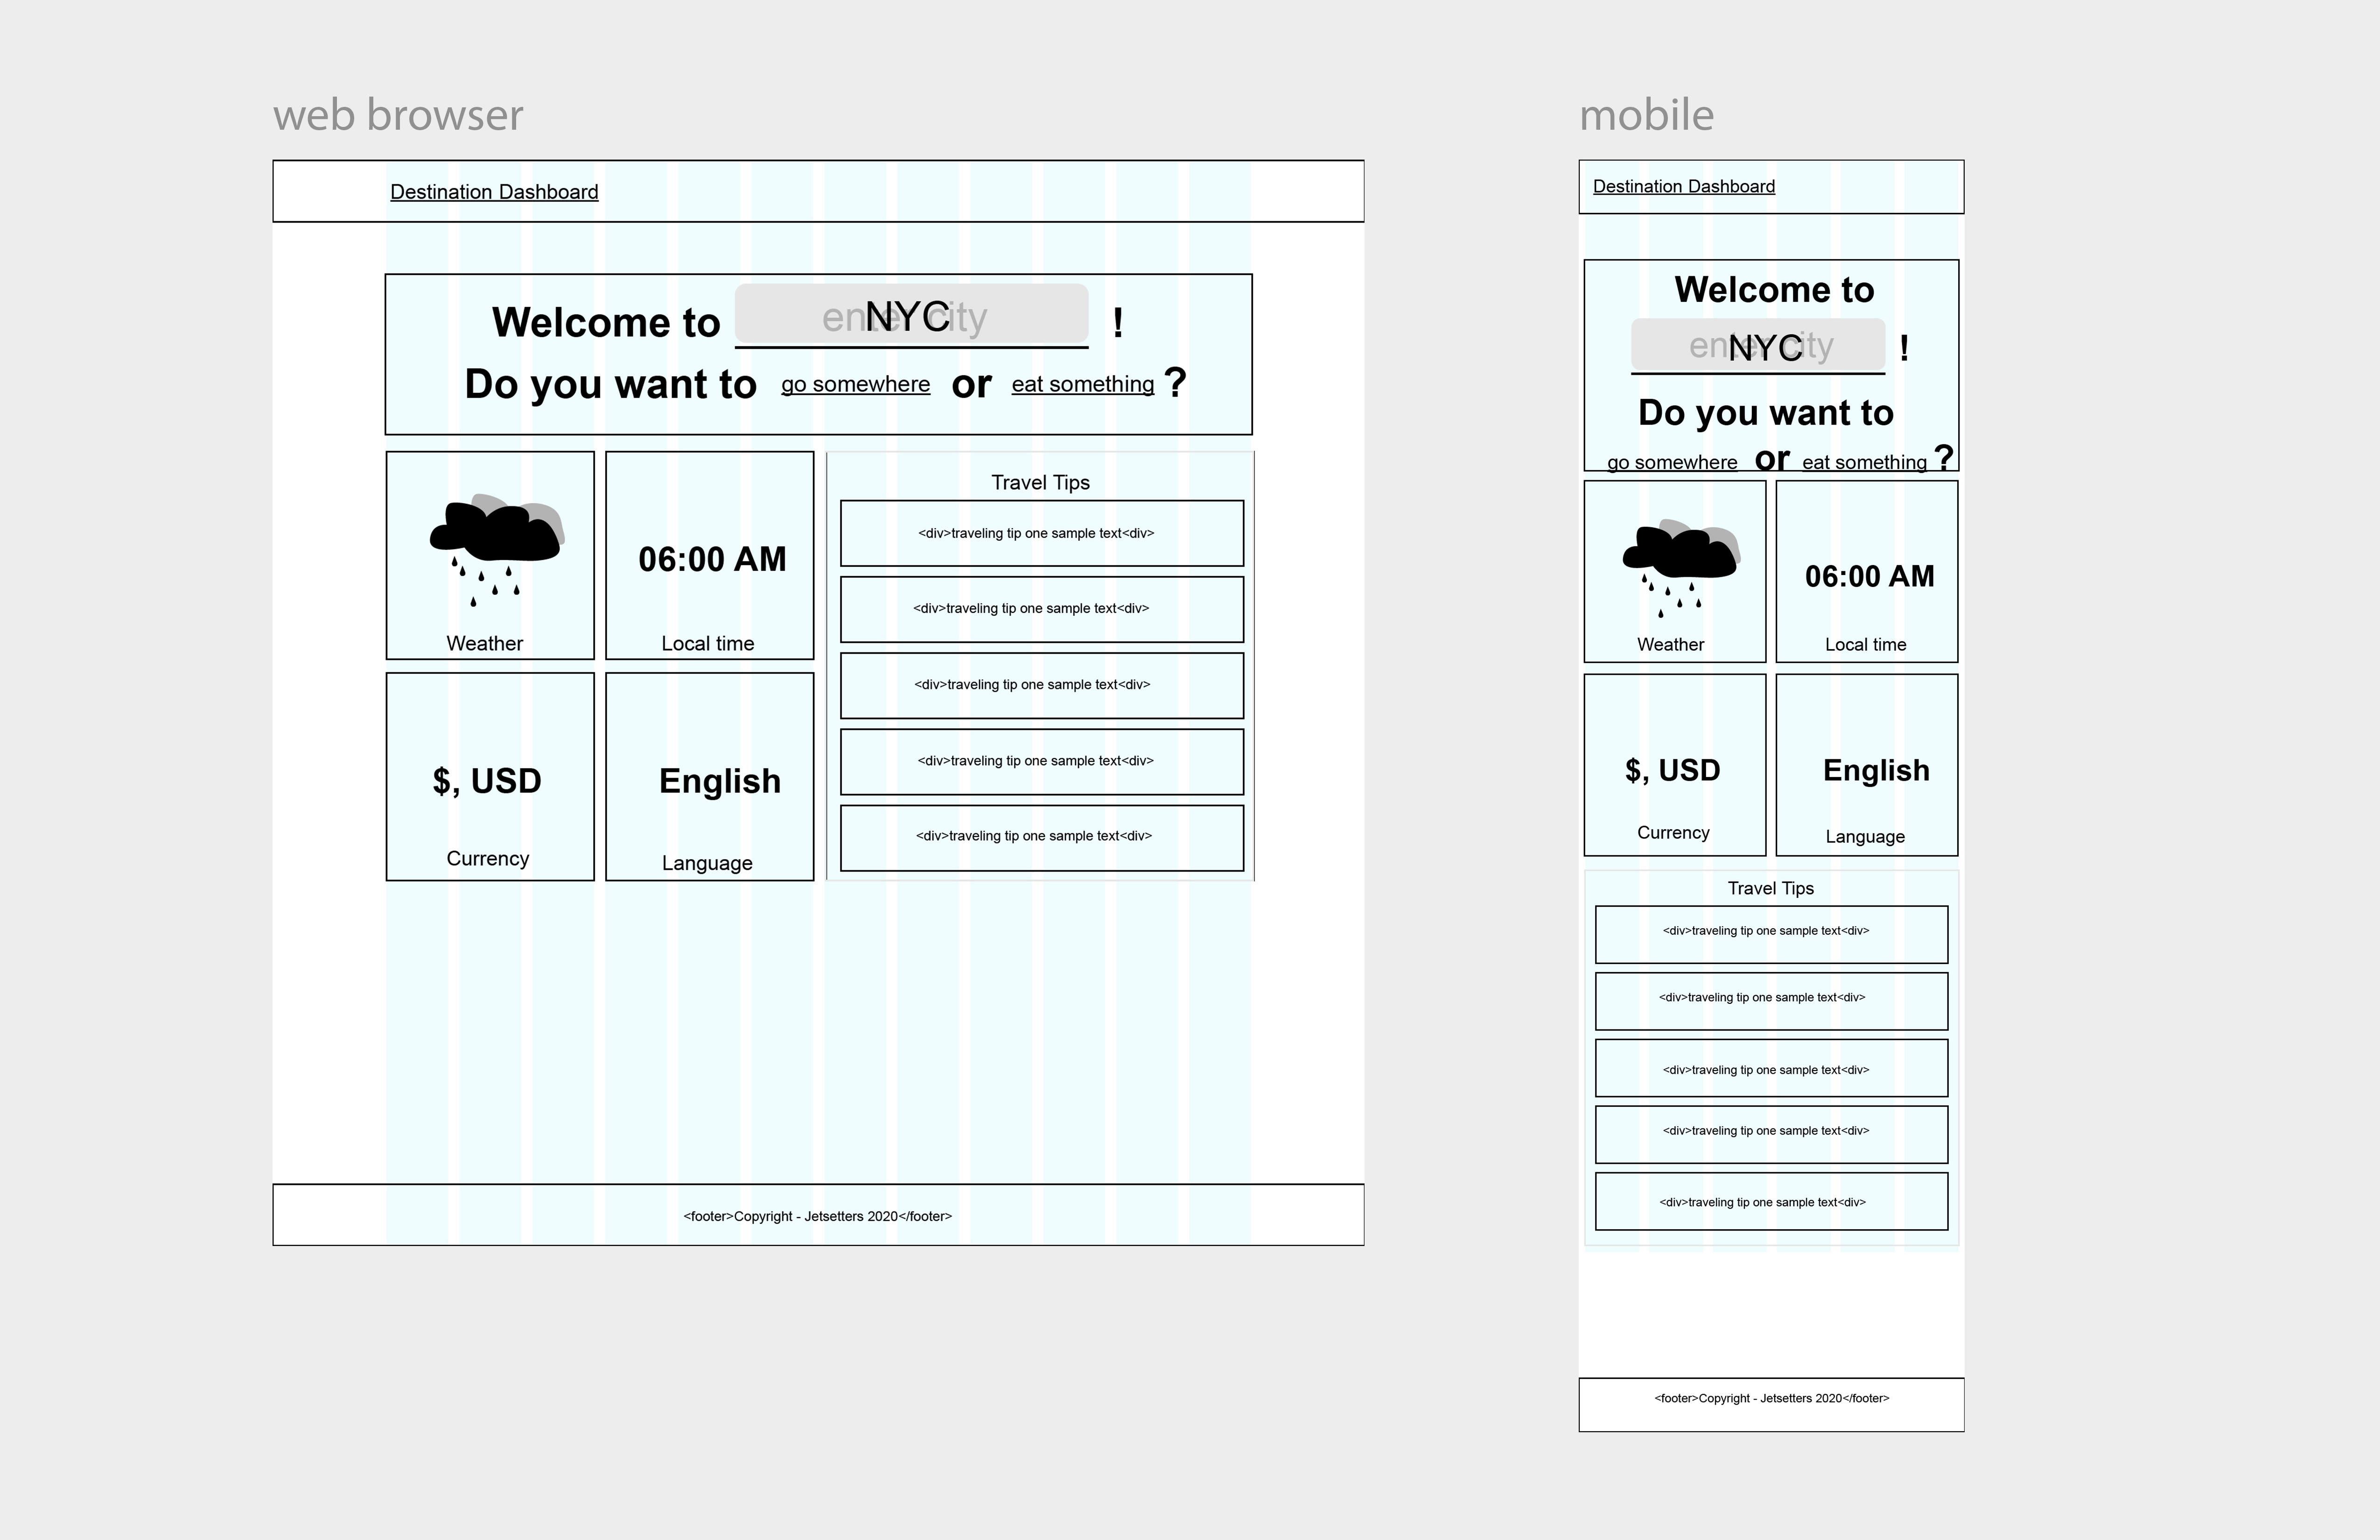 web browser
Destination Dashboard
Welcome to enter city NYC !
Do you want to go somewhere or eat something ?
Weather
06:00 AM
Local time
$, USD
Currency
English
Language
Travel Tips
<div>traveling tip one sample text<div>
<div>traveling tip one sample text<div>
<div>traveling tip one sample text<div>
<div>traveling tip one sample text<div>
<div>traveling tip one sample text<div>
<footer>Copyright - Jetsetters 2020</footer>
mobile
Destination Dashboard
Welcome to
enter city NYC !
Do you want to
go somewhere or eat something ?
Weather
06:00 AM
Local time
$, USD
Currency
English
Language
Travel Tips
<div>traveling tip one sample text<div>
<div>traveling tip one sample text<div>
<div>traveling tip one sample text<div>
<div>traveling tip one sample text<div>
<div>traveling tip one sample text<div>
<footer>Copyright - Jetsetters 2020</footer>